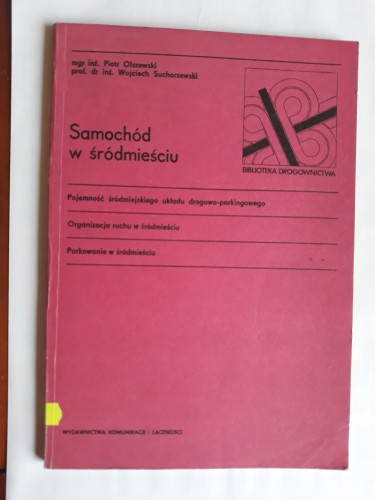 mgr inż. Piotr Olszewski
prof. dr inż. Wojciech Suchorzewski
Samochód
w śródmieściu
BIBLIOTEKA DROGOWNICTWA
Pojemność śródmiejskiego układu drogowo-parkingowego
Organizacja ruchu w śródmieściu
Parkowanie w śródmieściu
WYDAWNICTWA KOMUNIKACJI I ŁĄCZNOŚCI